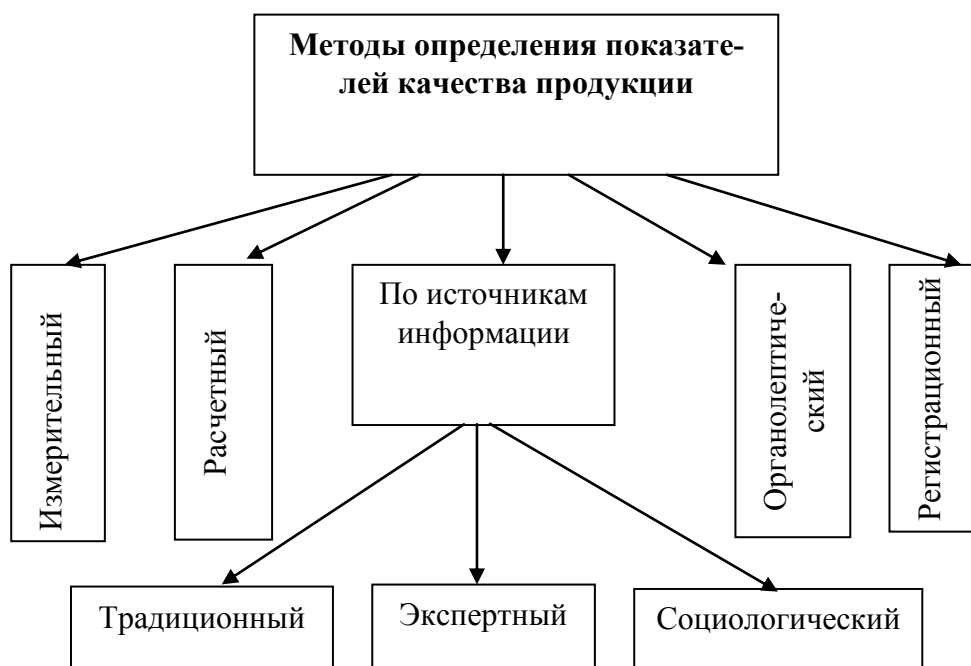 Методы определения показате-
лей качества продукции
Измерительный
Расчетный
По источникам
информации
Органолептиче-
ский
Регистрационный
Традиционный
Экспертный
Социологический